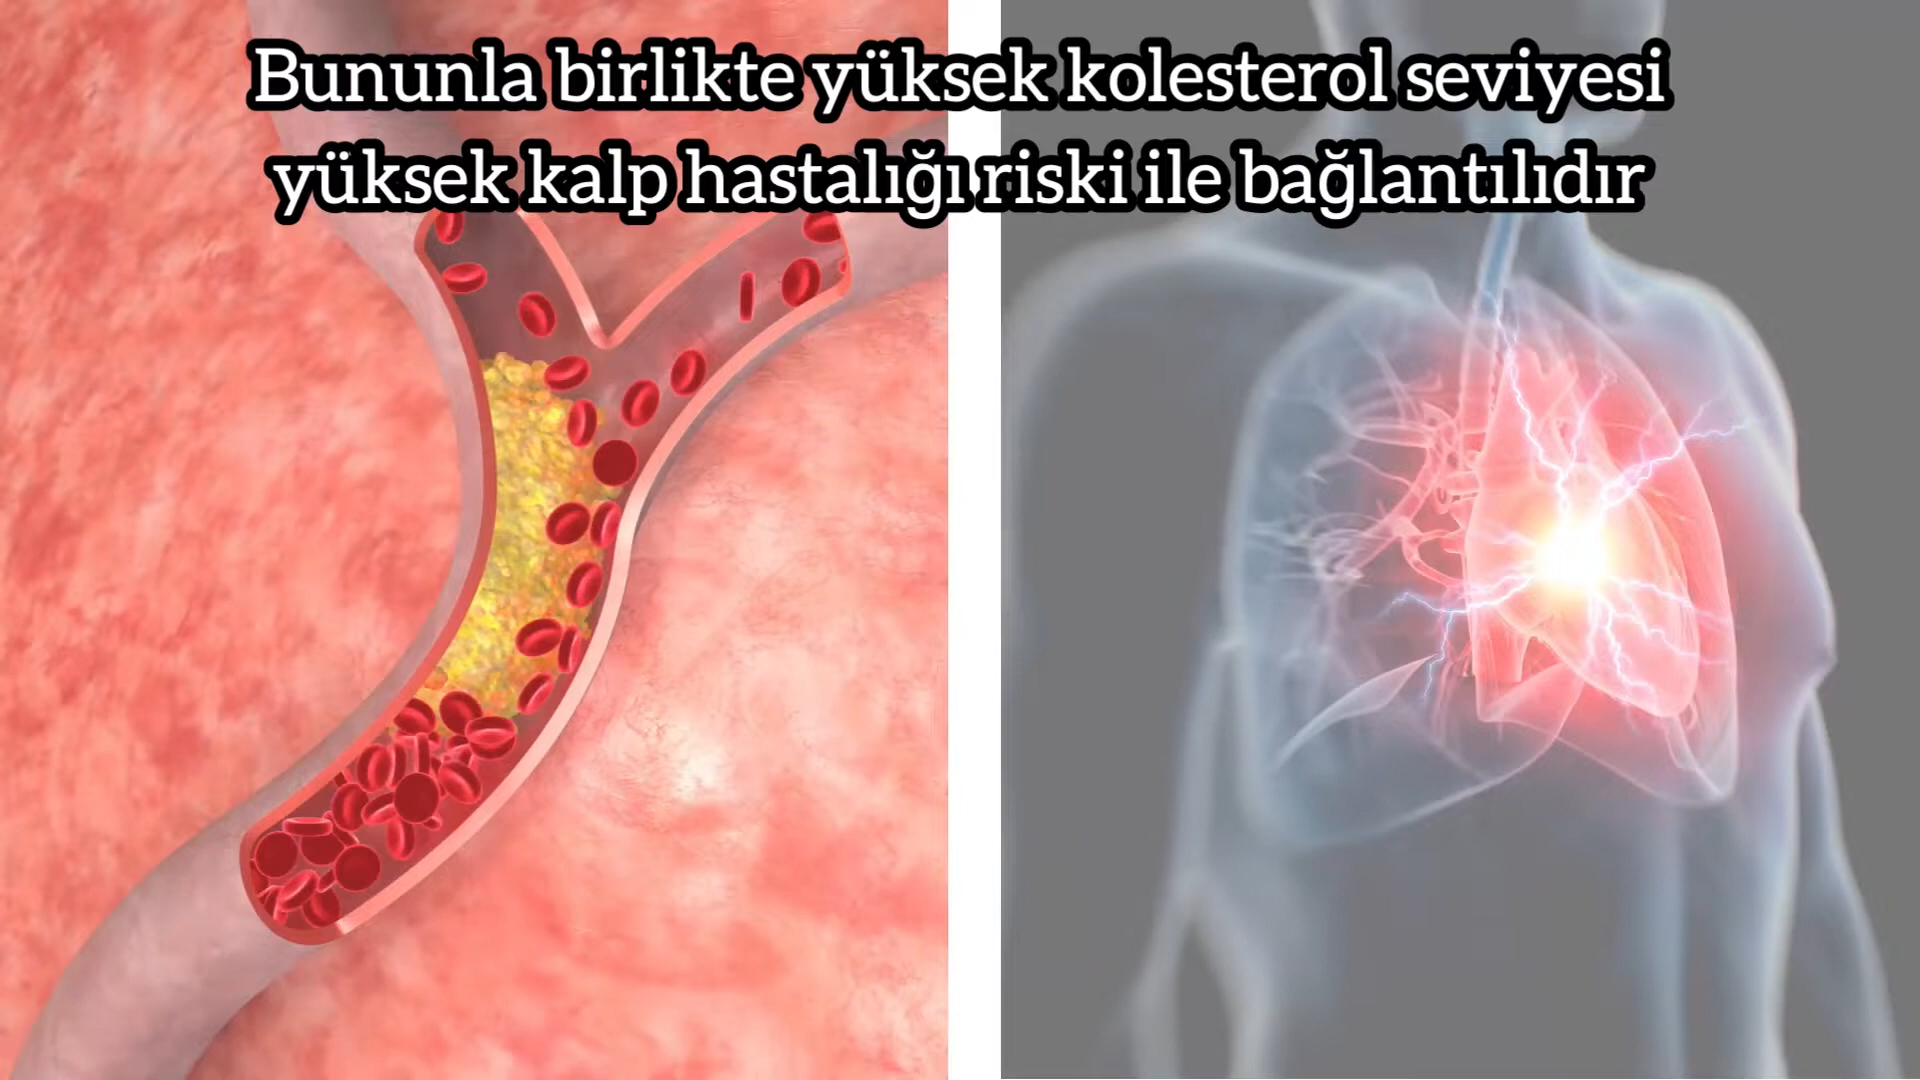 Bununla birlikte yüksek kolesterol seviyesi
yüksek kalp hastalığı riski ile bağlantılıdır